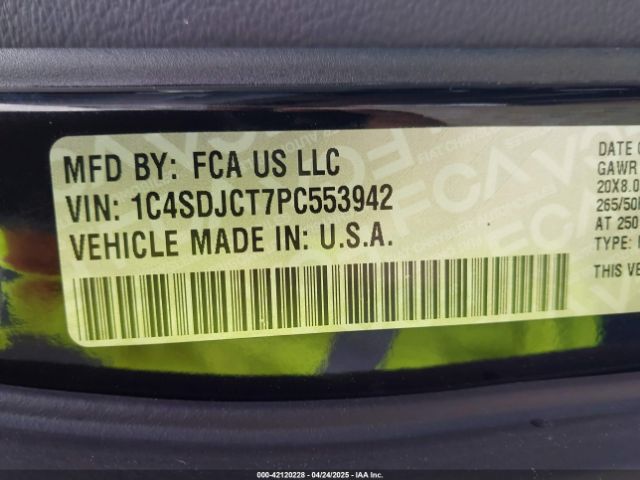 MFD BY: FCA US LLC
VIN: 1C4SDJCT7PC553942
VEHICLE MADE IN: U.S.A.
DATE O
GAWR
20X8.0
265/50
AT 250
TYPE:
THIS VE
000-42120228 - 04/24/2025 - IAA Inc.